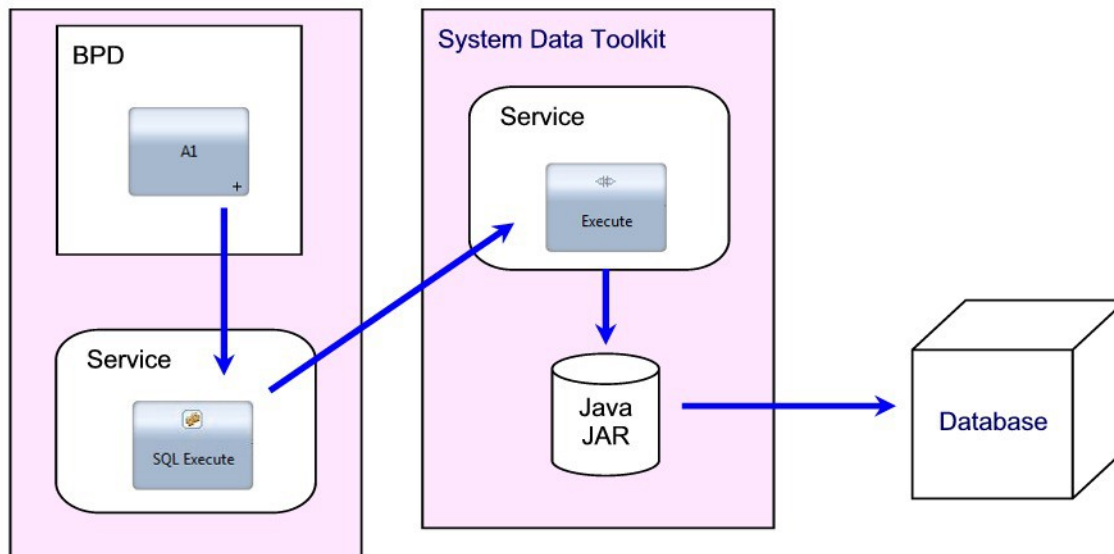 BPD
A1
Service
SQL Execute
System Data Toolkit
Service
Execute
Java
JAR
Database